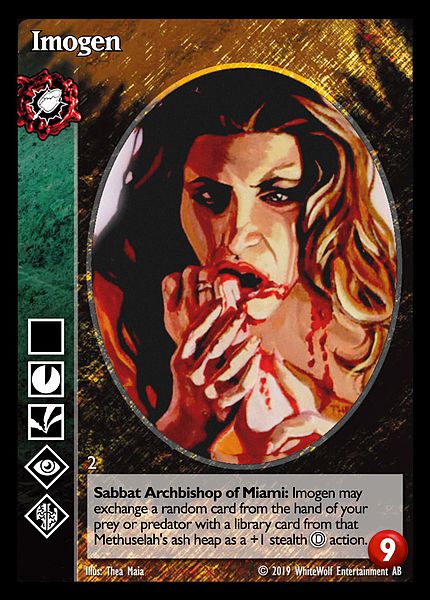 Imogen
2
Sabbat Archbishop of Miami: Imogen may
exchange a random card from the hand of your
prey or predator with a library card from that
Methuselah's ash heap as a +1 stealth Ⓓ action.
9
Illus: Thea Maia © 2019 WhiteWolf Entertainment AB